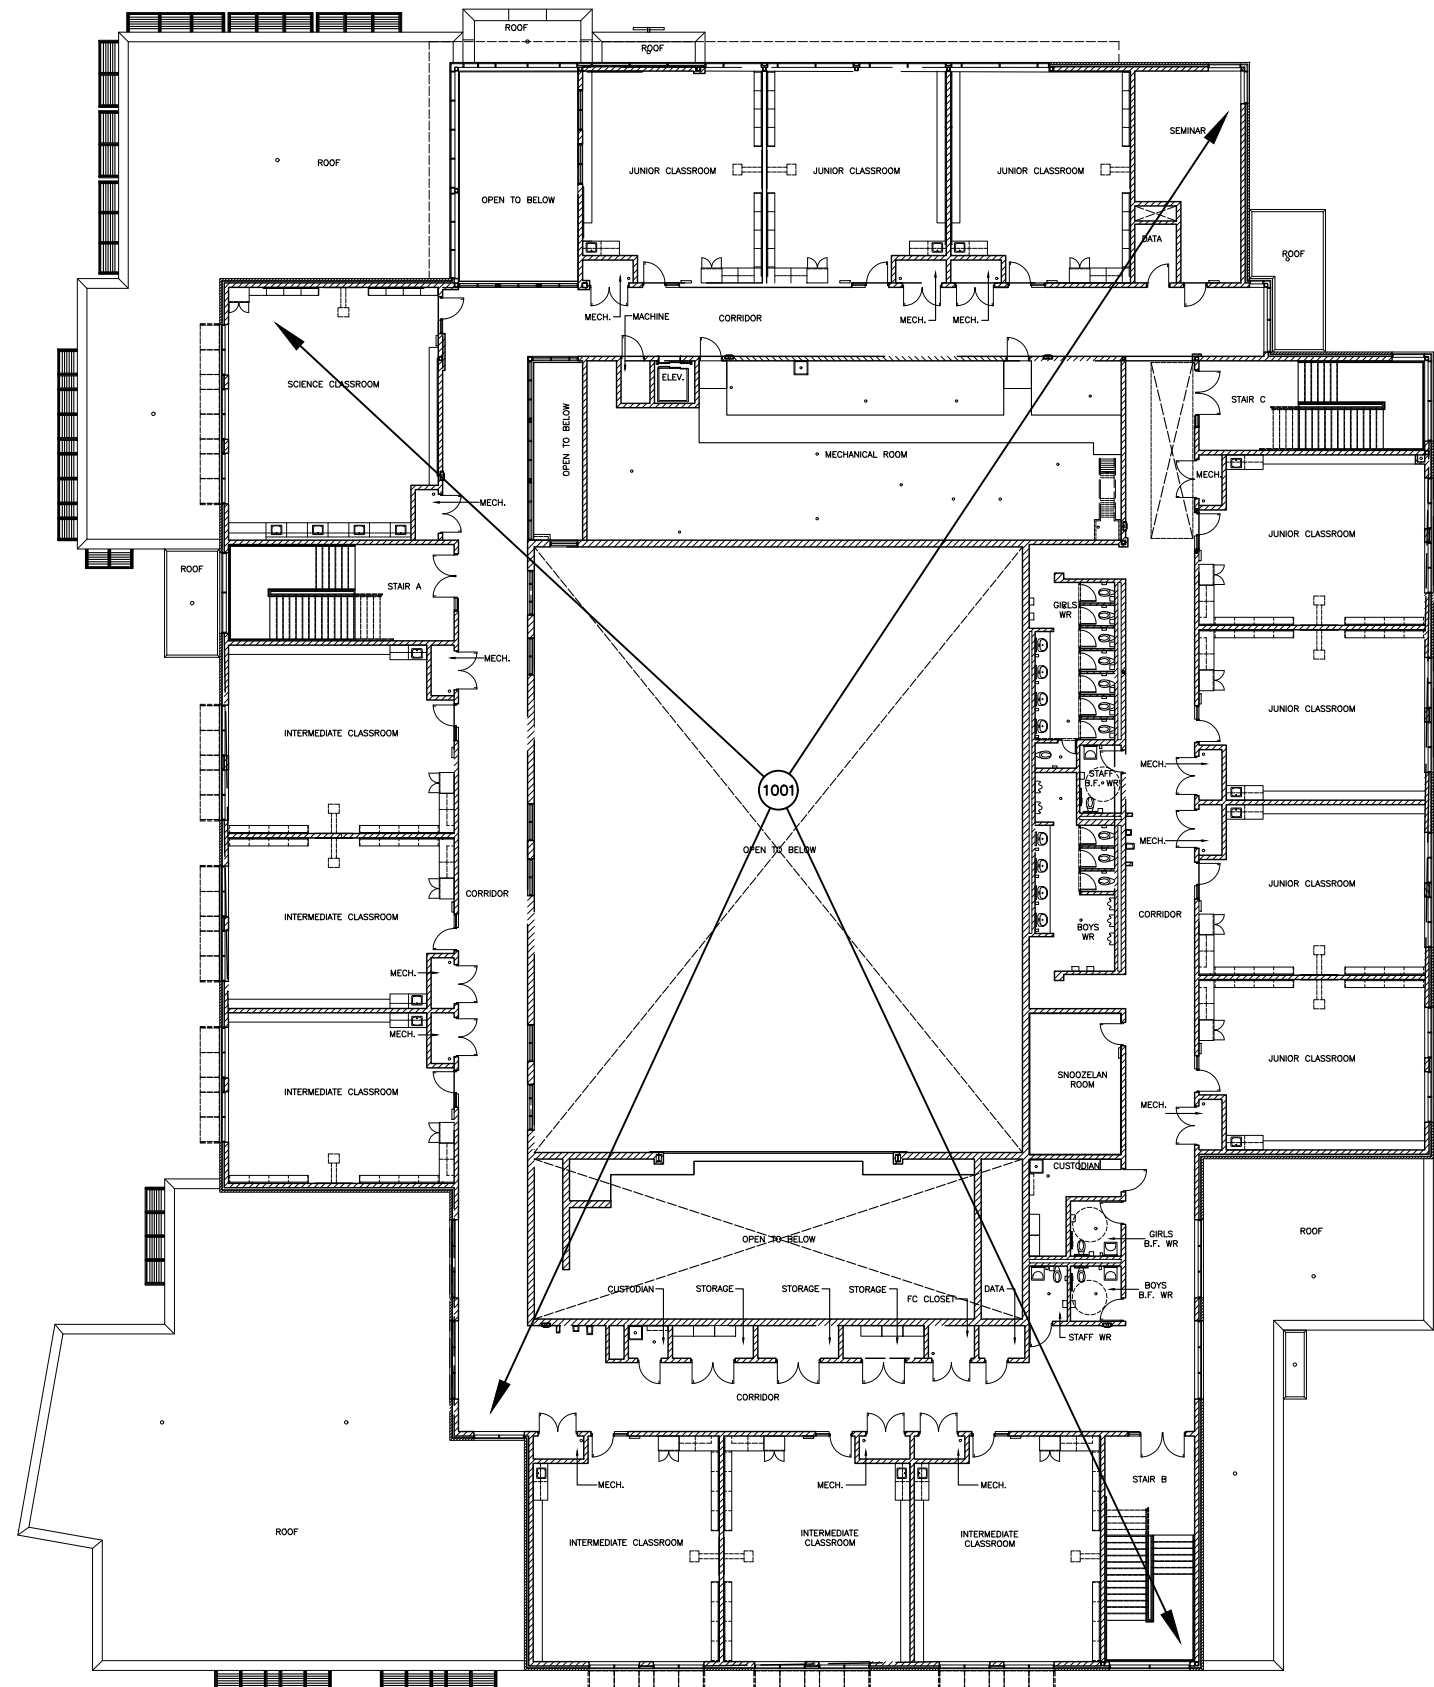 ROOF
ROOF
SEMINAR
ROOF
JUNIOR CLASSROOM
JUNIOR CLASSROOM
JUNIOR CLASSROOM
OPEN TO BELOW
DATA
ROOF
MECH.
MACHINE
CORRIDOR
MECH.
MECH.
SCIENCE CLASSROOM
ELEV.
STAIR C
OPEN TO BELOW
MECHANICAL ROOM
MECH.
MECH.
JUNIOR CLASSROOM
ROOF
STAIR A
GIRLS
WR
MECH.
JUNIOR CLASSROOM
INTERMEDIATE CLASSROOM
MECH.
STAFF
B.F. WR
1001
MECH.
OPEN TO BELOW
JUNIOR CLASSROOM
CORRIDOR
CORRIDOR
INTERMEDIATE CLASSROOM
BOYS
WR
MECH.
MECH.
JUNIOR CLASSROOM
SNOOZELAN
ROOM
INTERMEDIATE CLASSROOM
MECH.
CUSTODIAN
ROOF
GIRLS
B.F. WR
OPEN TO BELOW
CUSTODIAN
STORAGE
STORAGE
STORAGE
FC CLOSET
DATA
BOYS
B.F. WR
STAFF WR
CORRIDOR
MECH.
MECH.
MECH.
STAIR B
ROOF
INTERMEDIATE CLASSROOM
INTERMEDIATE
CLASSROOM
INTERMEDIATE
CLASSROOM